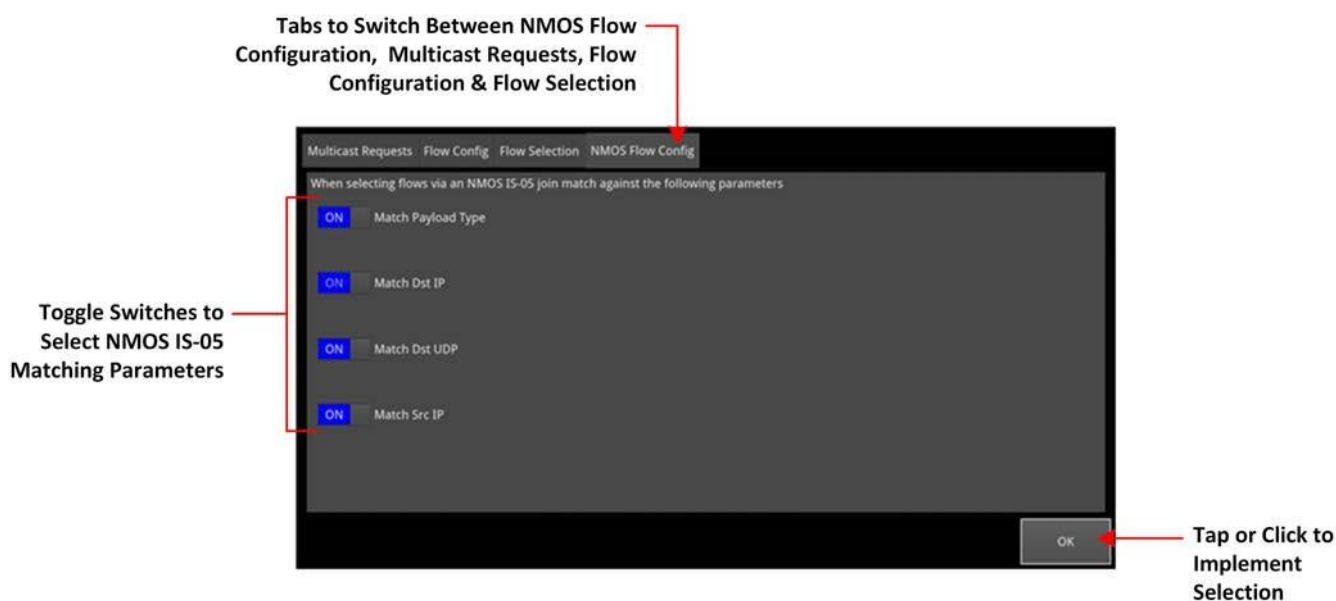 Tabs to Switch Between NMOS Flow
Configuration, Multicast Requests, Flow
Configuration & Flow Selection
Multicast Requests Flow Config Flow Selection NMOS Flow Config
When selecting flows via an NMOS IS-05 join match against the following parameters
ON Match Payload Type
ON Match Dst IP
ON Match Dst UDP
ON Match Src IP
Toggle Switches to
Select NMOS IS-05
Matching Parameters
OK
Tap or Click to
Implement
Selection